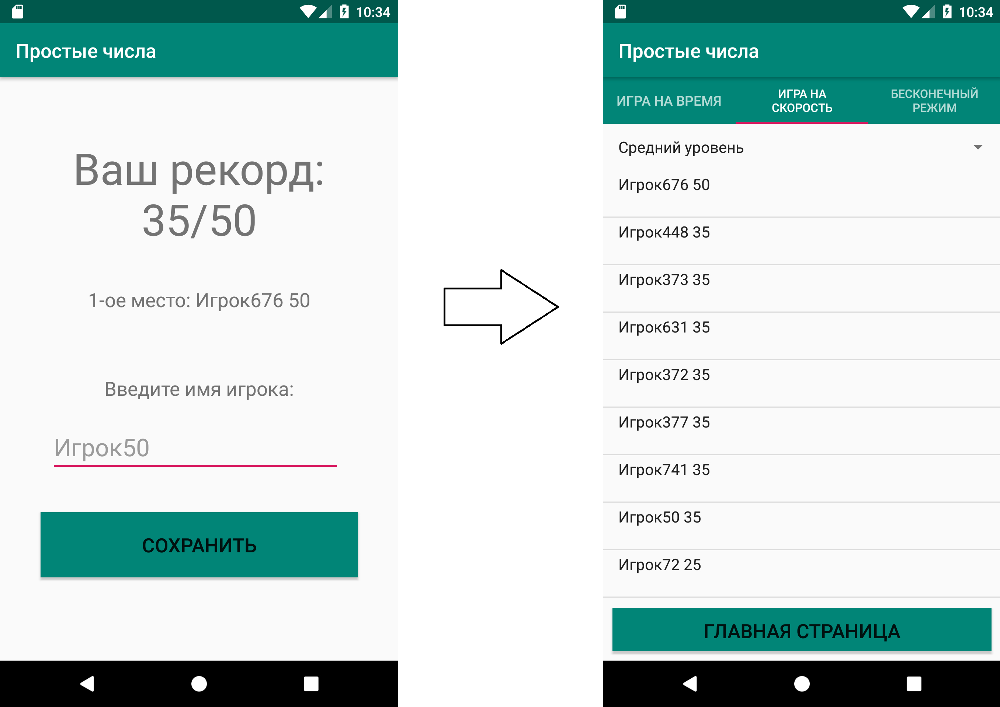 10:34
Простые числа
Ваш рекорд:
35/50
1-ое место: Игрок676 50
Введите имя игрока:
Игрок50
СОХРАНИТЬ
10:34
Простые числа
ИГРА НА ВРЕМЯ
ИГРА НА
СКОРОСТЬ
БЕСКОНЕЧНЫЙ
РЕЖИМ
Средний уровень
Игрок676 50
Игрок448 35
Игрок373 35
Игрок631 35
Игрок372 35
Игрок377 35
Игрок741 35
Игрок50 35
Игрок72 25
ГЛАВНАЯ СТРАНИЦА